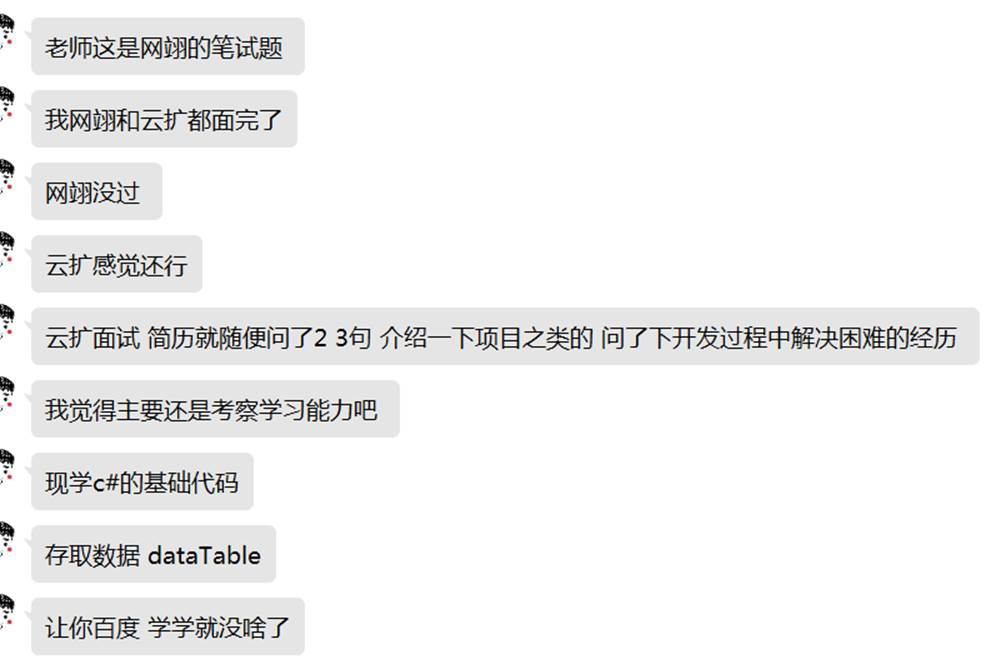 老师这是网翊的笔试题
我网翊和云扩都面完了
网翊没过
云扩感觉还行
云扩面试 简历就随便问了2 3句 介绍一下项目之类的 问了下开发过程中解决困难的经历
我觉得主要还是考察学习能力吧
现学c#的基础代码
存取数据 dataTable
让你百度 学学就没啥了